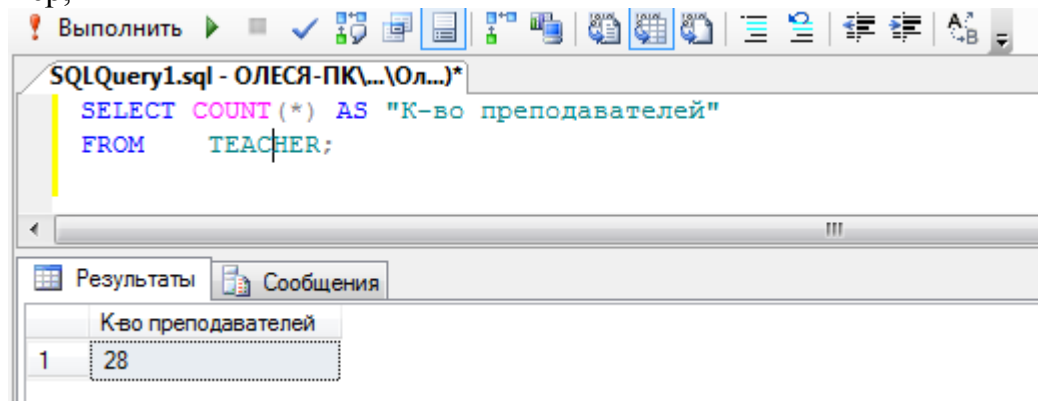 Выполнить
SQLQuery1.sql - ОЛЕСЯ-ПК\...\Ол...)*
SELECT COUNT(*) AS "К-во преподавателей"
FROM TEACHER;
Результаты Сообщения
К-во преподавателей
1 28